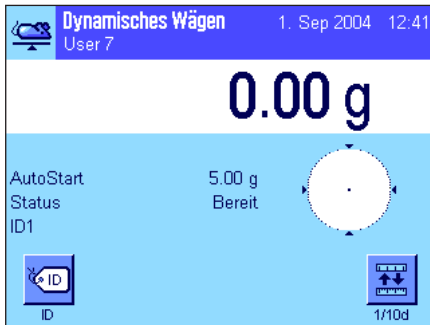 Dynamisches Wägen 1. Sep 2004 12:41
User 7
0.00 g
AutoStart 5.00 g
Status Bereit
ID1
ID
ID 1/10d